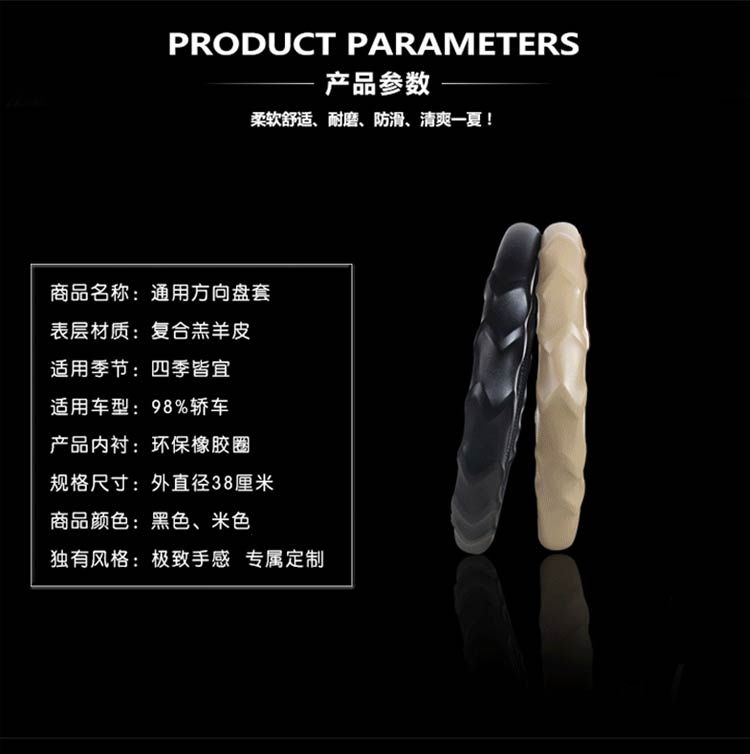 PRODUCT PARAMETERS
产品参数
柔软舒适、耐磨、防滑、清爽一夏！
商品名称：通用方向盘套
表层材质：复合羔羊皮
适用季节：四季皆宜
适用车型：98%轿车
产品内衬：环保橡胶圈
规格尺寸：外直径38厘米
商品颜色：黑色、米色
独有风格：极致手感 专属定制